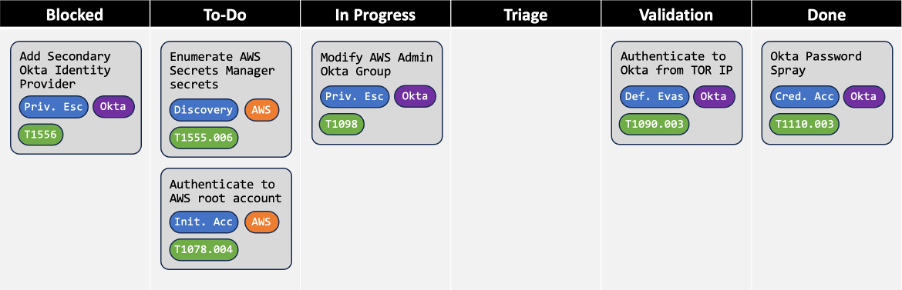 Blocked
To-Do
In Progress
Triage
Validation
Done
Add Secondary
Okta Identity
Provider
Priv. Esc
Okta
T1556
Enumerate AWS
Secrets Manager
secrets
Discovery
AWS
T1555.006
Authenticate to
AWS root account
Init. Acc
AWS
T1078.004
Modify AWS Admin
Okta Group
Priv. Esc
Okta
T1098
Authenticate to
Okta from TOR IP
Def. Evas
Okta
T1090.003
Okta Password
Spray
Cred. Acc
Okta
T1110.003